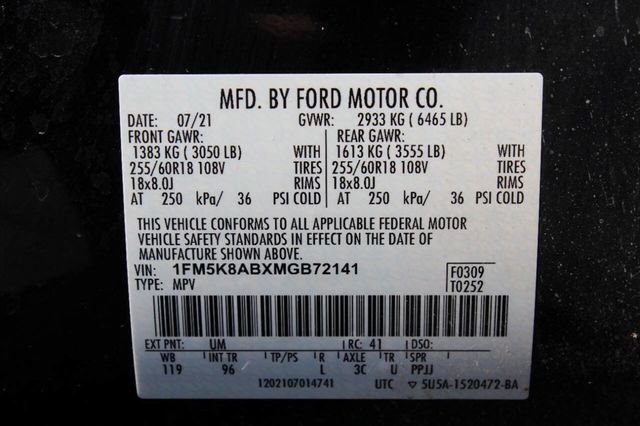 MFD. BY FORD MOTOR CO.
DATE: 07/21 GVWR: 2933 KG ( 6465 LB)
FRONT GAWR: REAR GAWR:
1383 KG ( 3050 LB) WITH 1613 KG ( 3555 LB) WITH
255/60R18 108V TIRES 255/60R18 108V TIRES
18x8.0J RIMS 18x8.0J RIMS
AT 250 kPa/ 36 PSI COLD AT 250 kPa/ 36 PSI COLD
THIS VEHICLE CONFORMS TO ALL APPLICABLE FEDERAL MOTOR
VEHICLE SAFETY STANDARDS IN EFFECT ON THE DATE OF
MANUFACTURE SHOWN ABOVE.
VIN: 1FM5K8ABXMGB72141 F0309
TYPE: MPV T0252
EXT PNT: UM RC: 41 DSO:
WB INT TR TP/PS R AXLE TR SPR
119 96 L 3C U PPJJ
1202107014741 UTC ▽ 5U5A-1520472-BA